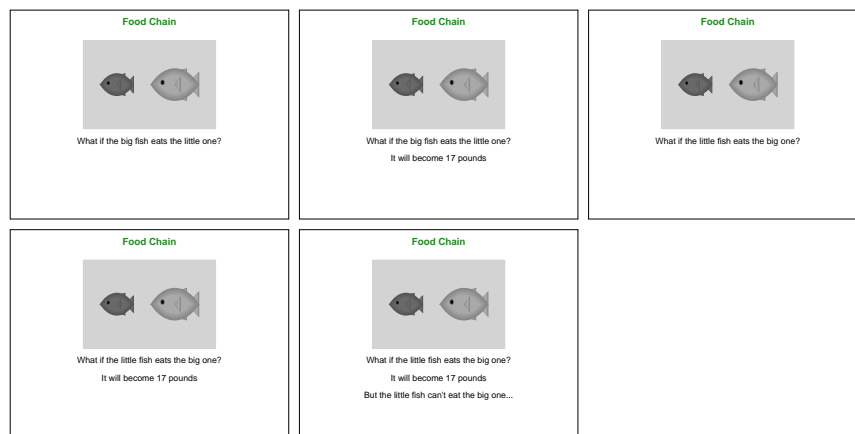 Food Chain
What if the big fish eats the little one?
Food Chain
What if the big fish eats the little one?
It will become 17 pounds
Food Chain
What if the little fish eats the big one?
Food Chain
What if the little fish eats the big one?
It will become 17 pounds
Food Chain
What if the little fish eats the big one?
It will become 17 pounds
But the little fish can't eat the big one...